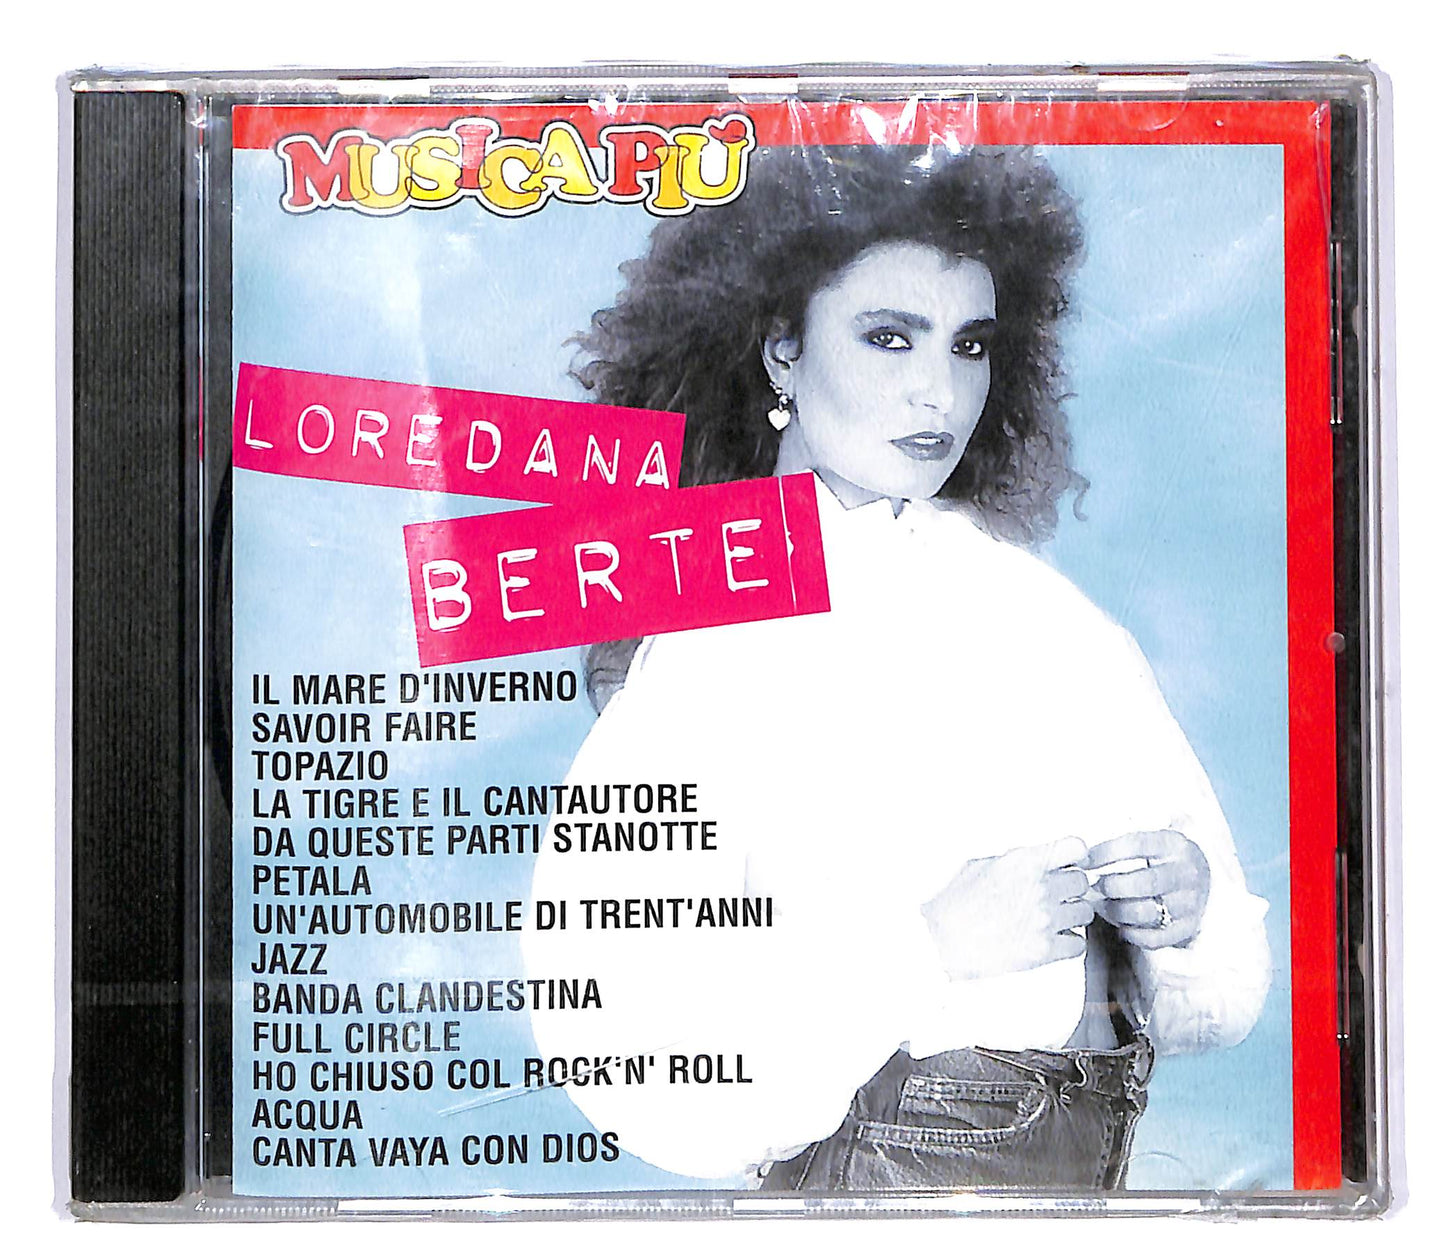 MUSICA PIÙ
LOREDANA
BERTE'
IL MARE D'INVERNO
SAVOIR FAIRE
TOPAZIO
LA TIGRE E IL CANTAUTORE
DA QUESTE PARTI STANOTTE
PETALA
UN'AUTOMOBILE DI TRENT'ANNI
JAZZ
BANDA CLANDESTINA
FULL CIRCLE
HO CHIUSO COL ROCK'N' ROLL
ACQUA
CANTA VAYA CON DIOS